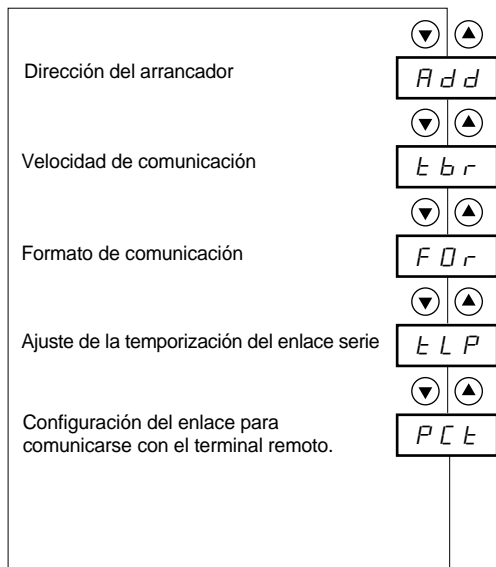 Dirección del arrancador
Add
Velocidad de comunicación
tbr
Formato de comunicación
FOr
Ajuste de la temporización del enlace serie
tLP
Configuración del enlace para
comunicarse con el terminal remoto.
PCt